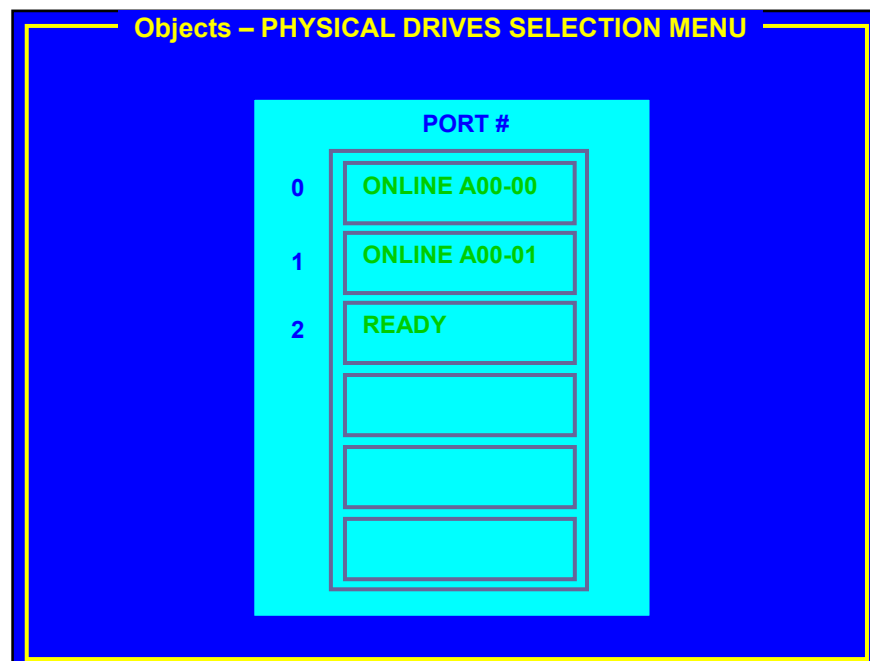 Objects – PHYSICAL DRIVES SELECTION MENU
PORT #
0 ONLINE A00-00
1 ONLINE A00-01
2 READY